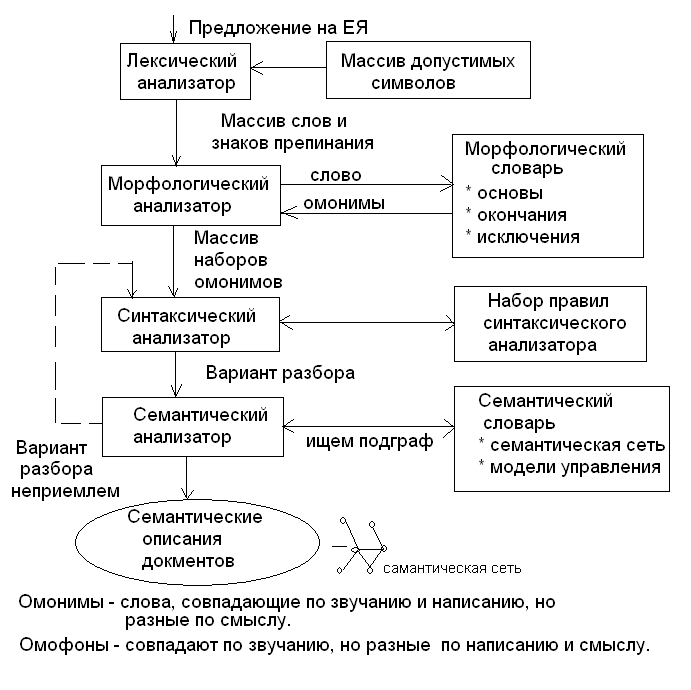 Предложение на ЕЯ
Лексический
анализатор
Массив допустимых
символов
Массив слов и
знаков препинания
Морфологический
анализатор
слово
омонимы
Морфологический
словарь
* основы
* окончания
* исключения
Массив
наборов
омонимов
Синтаксический
анализатор
Набор правил
синтаксического
анализатора
Вариант разбора
Семантический
анализатор
ищем подграф
Семантический
словарь
* семантическая сеть
* модели управления
Вариант
разбора
неприемлем
Семантические
описания
докментов
самантическая сеть
Омонимы - слова, совпадающие по звучанию и написанию, но
разные по смыслу.
Омофоны - совпадают по звучанию, но разные по написанию и смыслу.